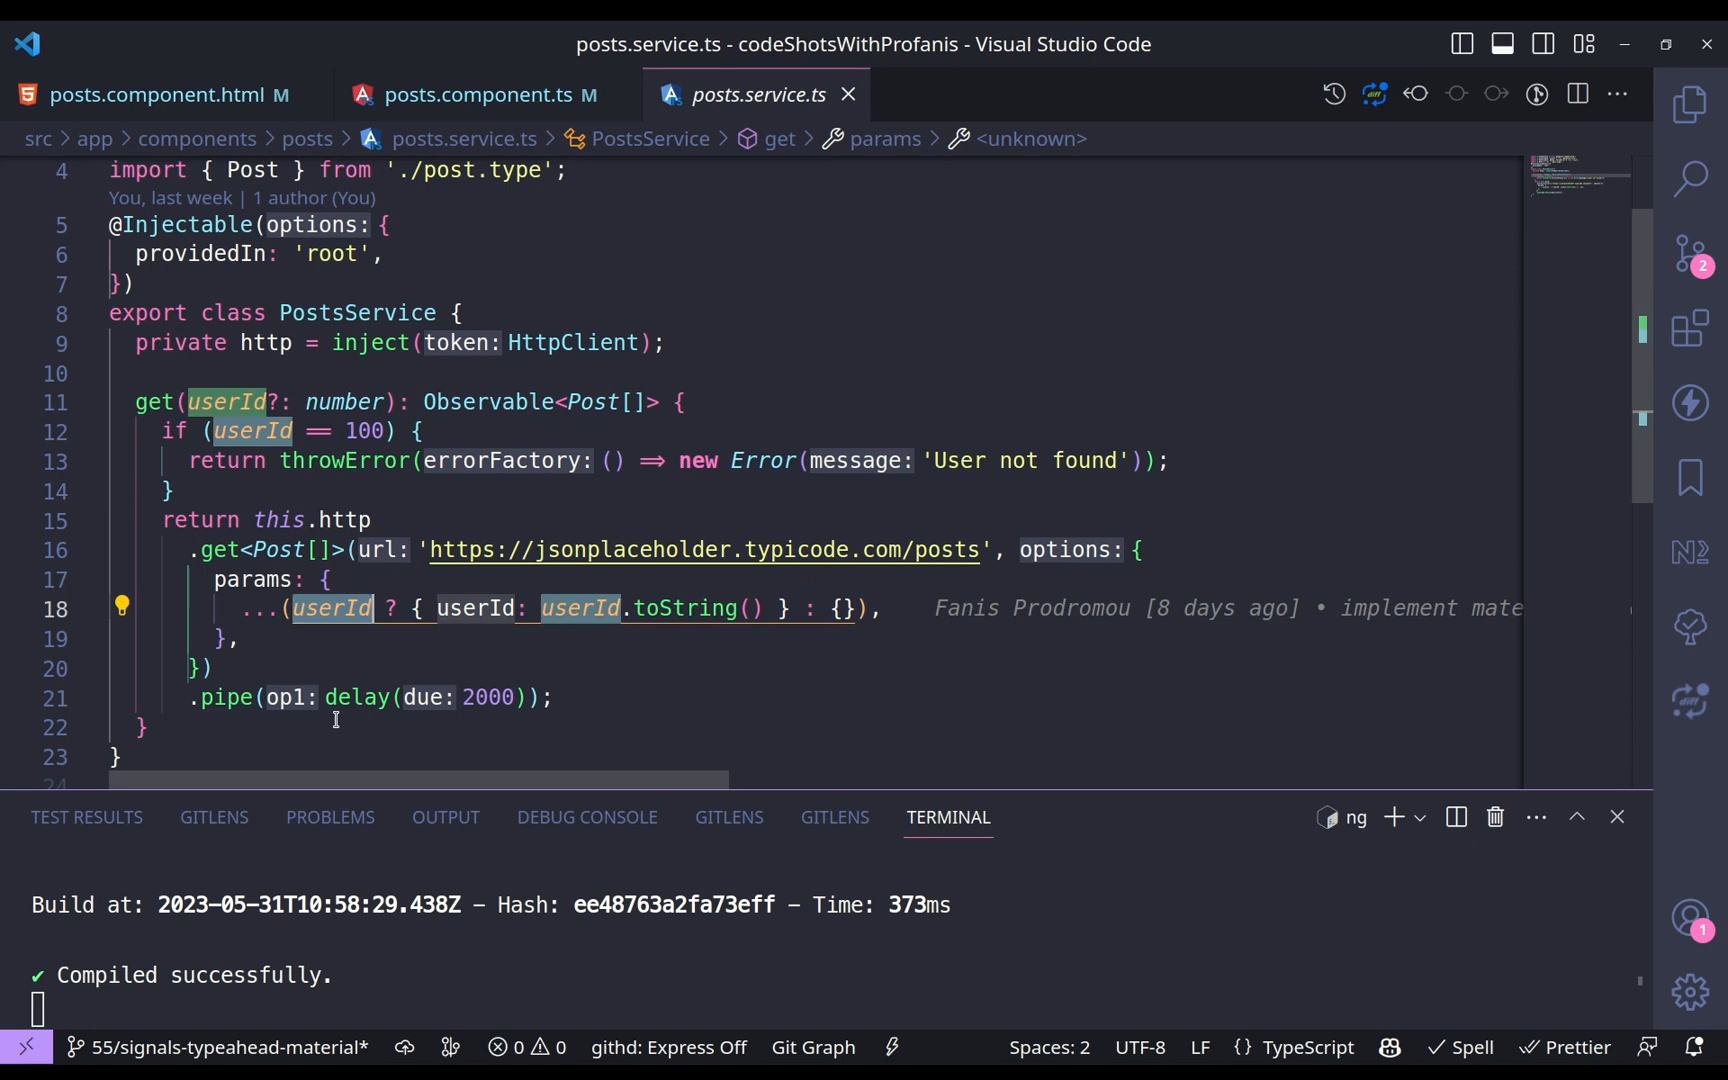 posts.service.ts - codeShotsWithProfanis - Visual Studio Code
posts.component.html M
posts.component.ts M
posts.service.ts
src > app > components > posts > posts.service.ts > PostsService > get > params > <unknown>
4 import { Post } from './post.type';
You, last week | 1 author (You)
5 @Injectable(options:{
6 providedIn: 'root',
7 })
8 export class PostsService {
9 private http = inject(token:HttpClient);
10
11 get(userId?: number): Observable<Post[]> {
12 if (userId == 100) {
13 return throwError(errorFactory:() => new Error(message:'User not found'));
14 }
15 return this.http
16 .get<Post[]>(url:'https://jsonplaceholder.typicode.com/posts', options:{
17 params: {
18 ...(userId ? { userId: userId.toString() } : {}), Fanis Prodromou [8 days ago] • implement mate
19 },
20 })
21 .pipe(op1:delay(due:2000));
22 }
23 }
24
2
TEST RESULTS GITLENS PROBLEMS OUTPUT DEBUG CONSOLE GITLENS GITLENS TERMINAL
ng
Build at: 2023-05-31T10:58:29.438Z - Hash: ee48763a2fa73eff - Time: 373ms
✔ Compiled successfully.
1
55/signals-typeahead-material* 0 0 githd: Express Off Git Graph Spaces: 2 UTF-8 LF {} TypeScript Spell Prettier